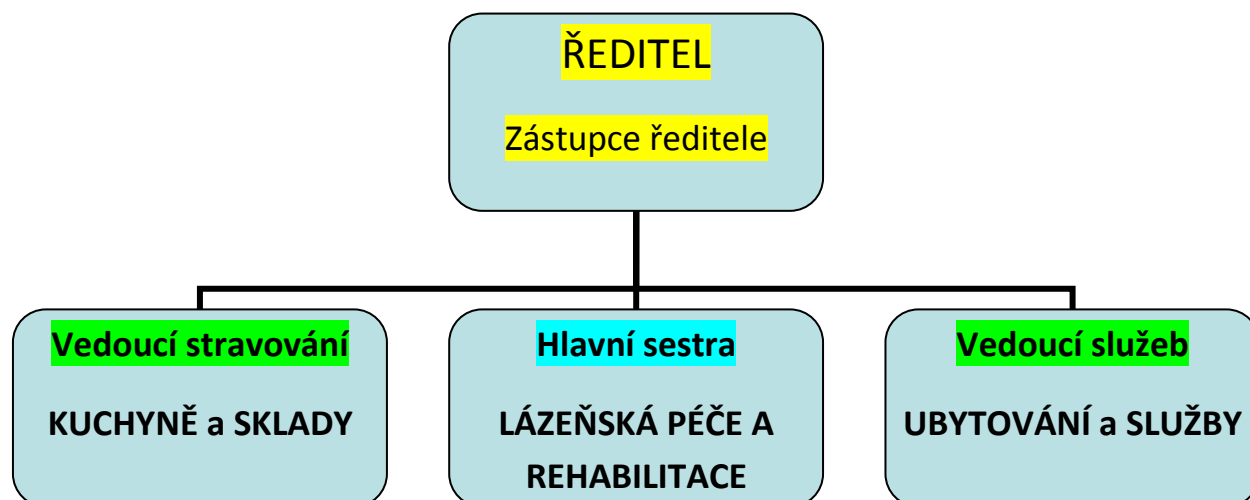 ŘEDITEL
Zástupce ředitele
Vedoucí stravování
KUCHYNĚ a SKLADY
Hlavní sestra
LÁZEŇSKÁ PÉČE A
REHABILITACE
Vedoucí služeb
UBYTOVÁNÍ a SLUŽBY